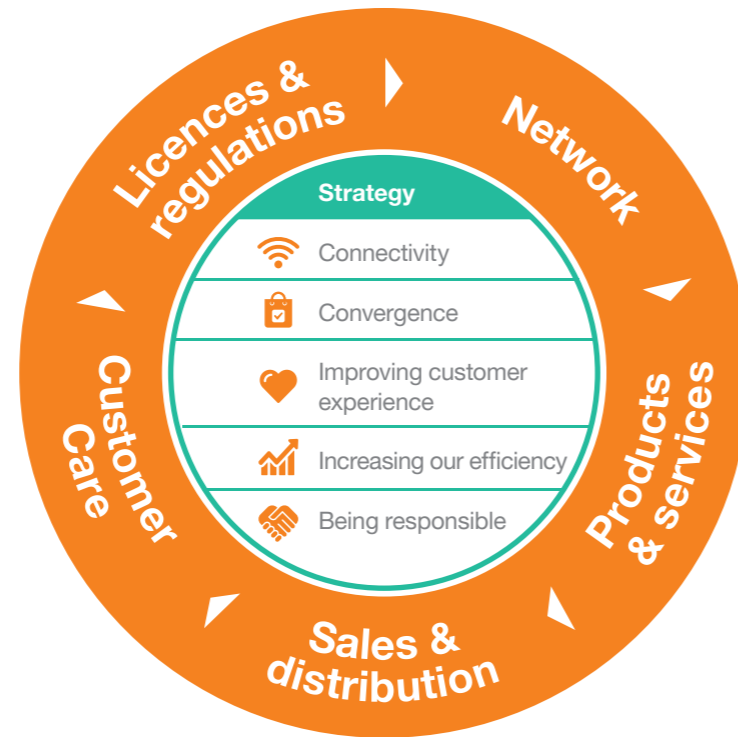 Licences &
regulations
Network
Products
& services
Sales &
distribution
Customer
Care
Strategy
Connectivity
Convergence
Improving customer
experience
Increasing our efficiency
Being responsible